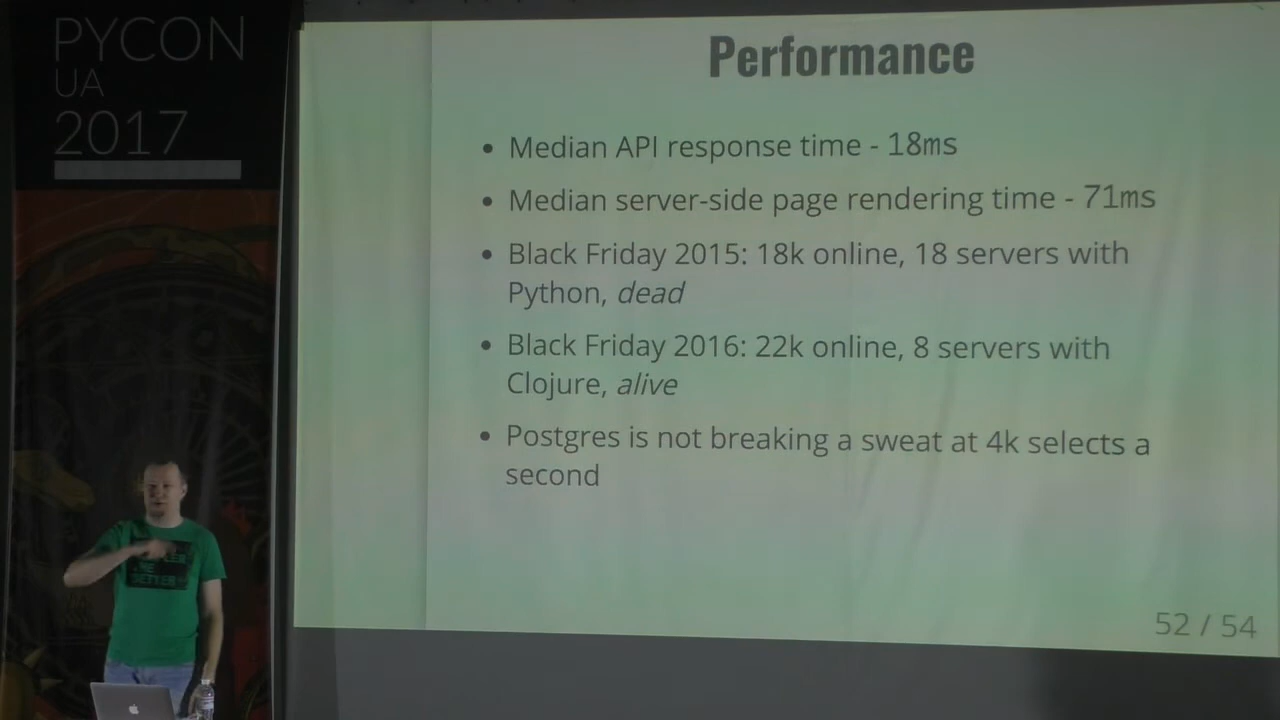 PYCON
UA
2017
Performance
• Median API response time - 18ms
• Median server-side page rendering time - 71ms
• Black Friday 2015: 18k online, 18 servers with
Python, dead
• Black Friday 2016: 22k online, 8 servers with
Clojure, alive
• Postgres is not breaking a sweat at 4k selects a
second
52 / 54